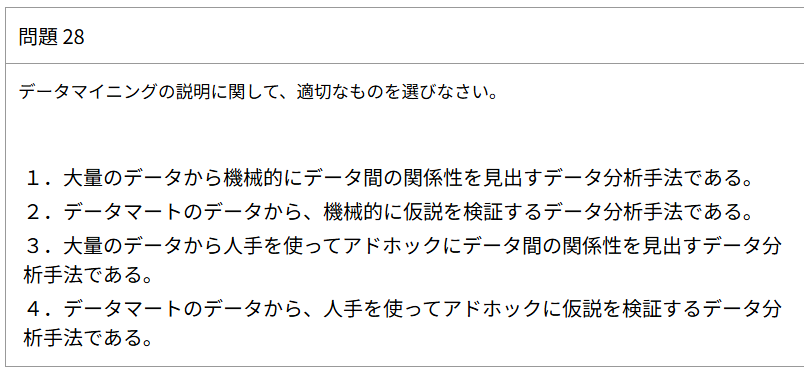 問題 28
データマイニングの説明に関して、適切なものを選びなさい。
１．大量のデータから機械的にデータ間の関係性を見出すデータ分析手法である。
２．データマートのデータから、機械的に仮説を検証するデータ分析手法である。
３．大量のデータから人手を使ってアドホックにデータ間の関係性を見出すデータ分
析手法である。
４．データマートのデータから、人手を使ってアドホックに仮説を検証するデータ分
析手法である。